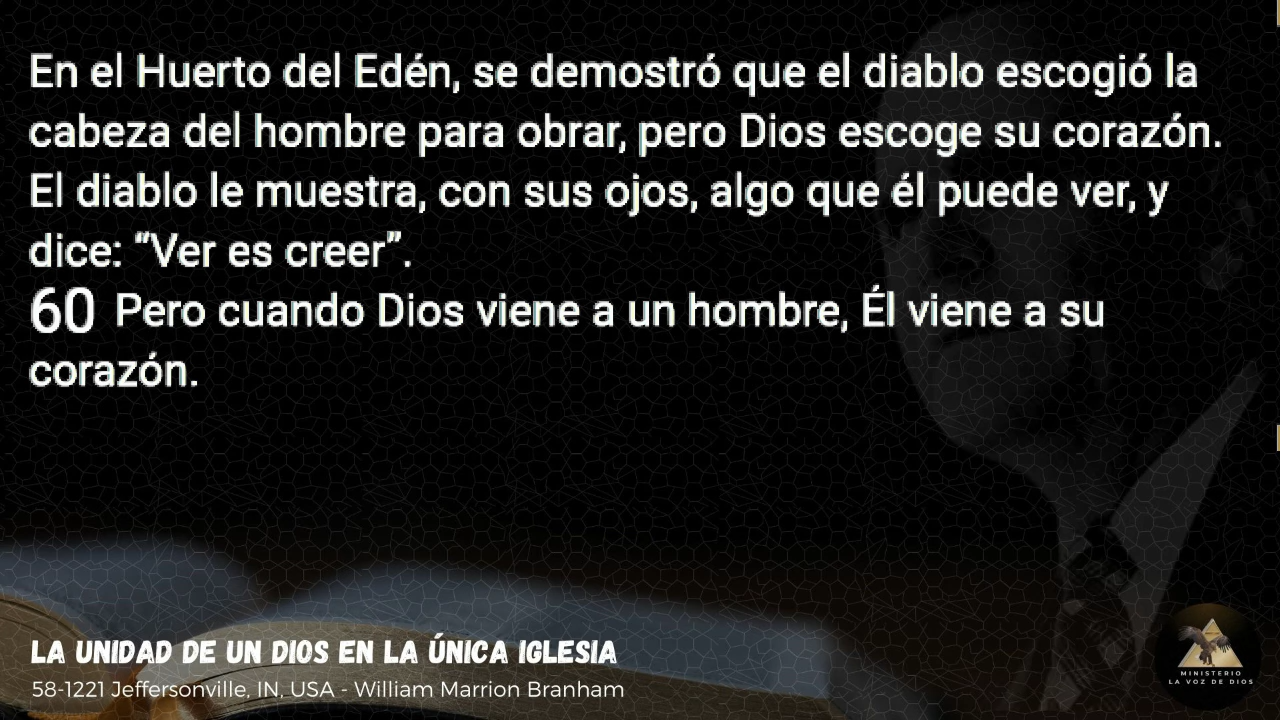 En el Huerto del Edén, se demostró que el diablo escogió la
cabeza del hombre para obrar, pero Dios escoge su corazón.
El diablo le muestra, con sus ojos, algo que él puede ver, y
dice: “Ver es creer”.
60 Pero cuando Dios viene a un hombre, Él viene a su
corazón.
LA UNIDAD DE UN DIOS EN LA ÚNICA IGLESIA
58-1221 Jeffersonville, IN, USA - William Marrion Branham
MINISTERIO
LA VOZ DE DIOS